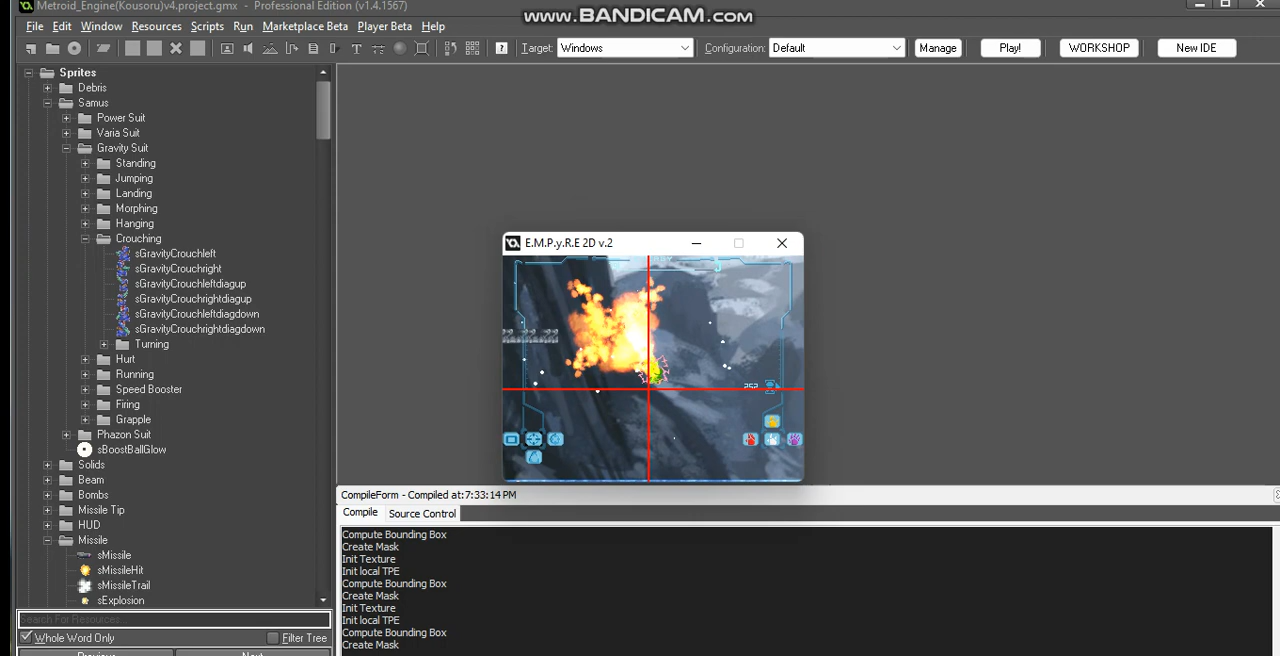 Metroid_Engine(Kousoru)v4.project.gmx - Professional Edition (v1.4.1567)
www.BANDICAM.com
File Edit Window Resources Scripts Run Marketplace Beta Player Beta Help
Target: Windows Configuration: Default Manage Play! WORKSHOP New IDE
Sprites
Debris
Samus
Power Suit
Varia Suit
Gravity Suit
Standing
Jumping
Landing
Morphing
Hanging
Crouching
sGravityCrouchleft
sGravityCrouchright
sGravityCrouchleftdiagup
sGravityCrouchrightdiagup
sGravityCrouchleftdiagdown
sGravityCrouchrightdiagdown
Turning
Hurt
Running
Speed Booster
Firing
Grapple
Phazon Suit
sBoostBallGlow
Solids
Beam
Bombs
Missile Tip
HUD
Missile
sMissile
sMissileHit
sMissileTrail
sExplosion
Search For Resources...
Whole Word Only Filter Tree
Previous Next
E.M.P.y.R.E 2D v.2
252
CompileForm - Compiled at:7:33:14 PM
Compile Source Control
Compute Bounding Box
Create Mask
Init Texture
Init local TPE
Compute Bounding Box
Create Mask
Init Texture
Init local TPE
Compute Bounding Box
Create Mask